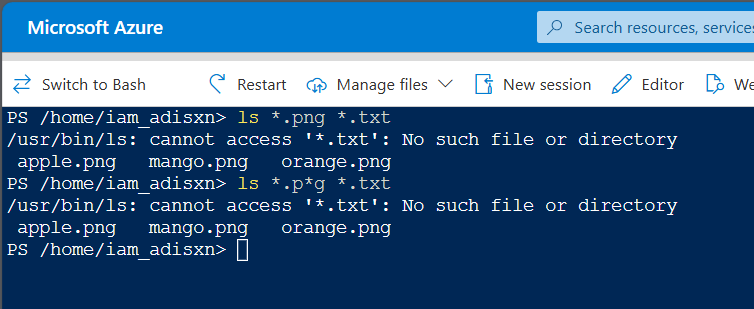 Microsoft Azure
Search resources, services
Switch to Bash Restart Manage files New session Editor We
PS /home/iam_adisxn> ls *.png *.txt
/usr/bin/ls: cannot access '*.txt': No such file or directory
 apple.png   mango.png   orange.png
PS /home/iam_adisxn> ls *.p*g *.txt
/usr/bin/ls: cannot access '*.txt': No such file or directory
 apple.png   mango.png   orange.png
PS /home/iam_adisxn>